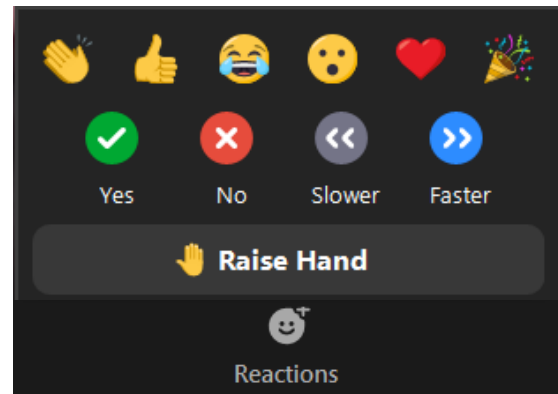 Yes No Slower Faster
Raise Hand
Reactions